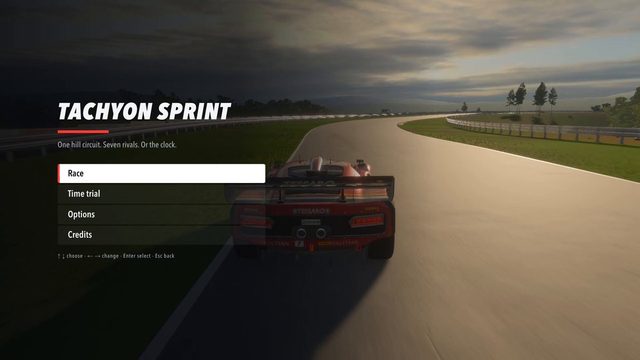 TACHYON SPRINT
One hill circuit. Seven rivals. Or the clock.
Race
Time trial
Options
Credits
↑ ↓ choose · ← → change · Enter select · Esc back